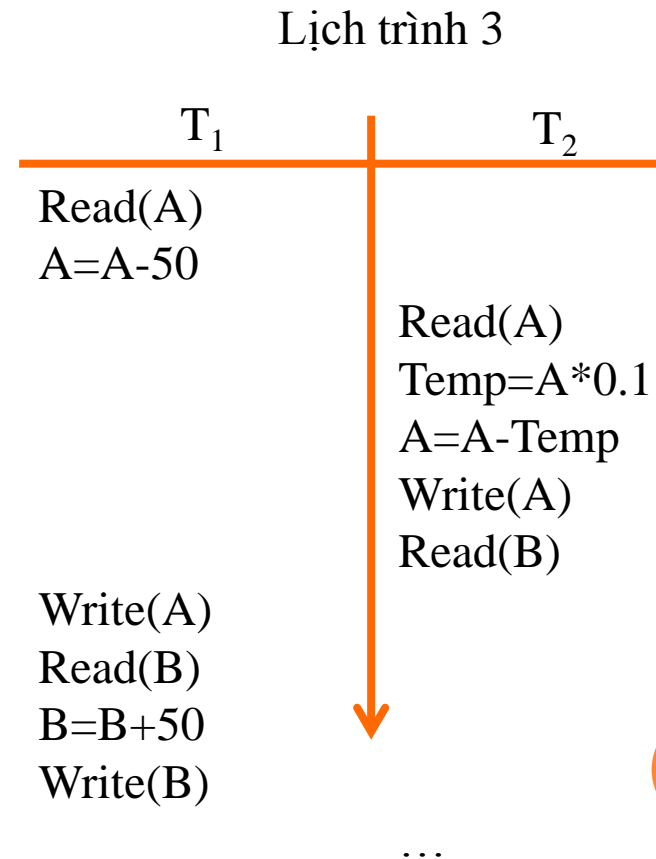 Lịch trình 3
T₁ T₂
Read(A)
A=A-50
Read(A)
Temp=A*0.1
A=A-Temp
Write(A)
Read(B)
Write(A)
Read(B)
B=B+50
Write(B)
…